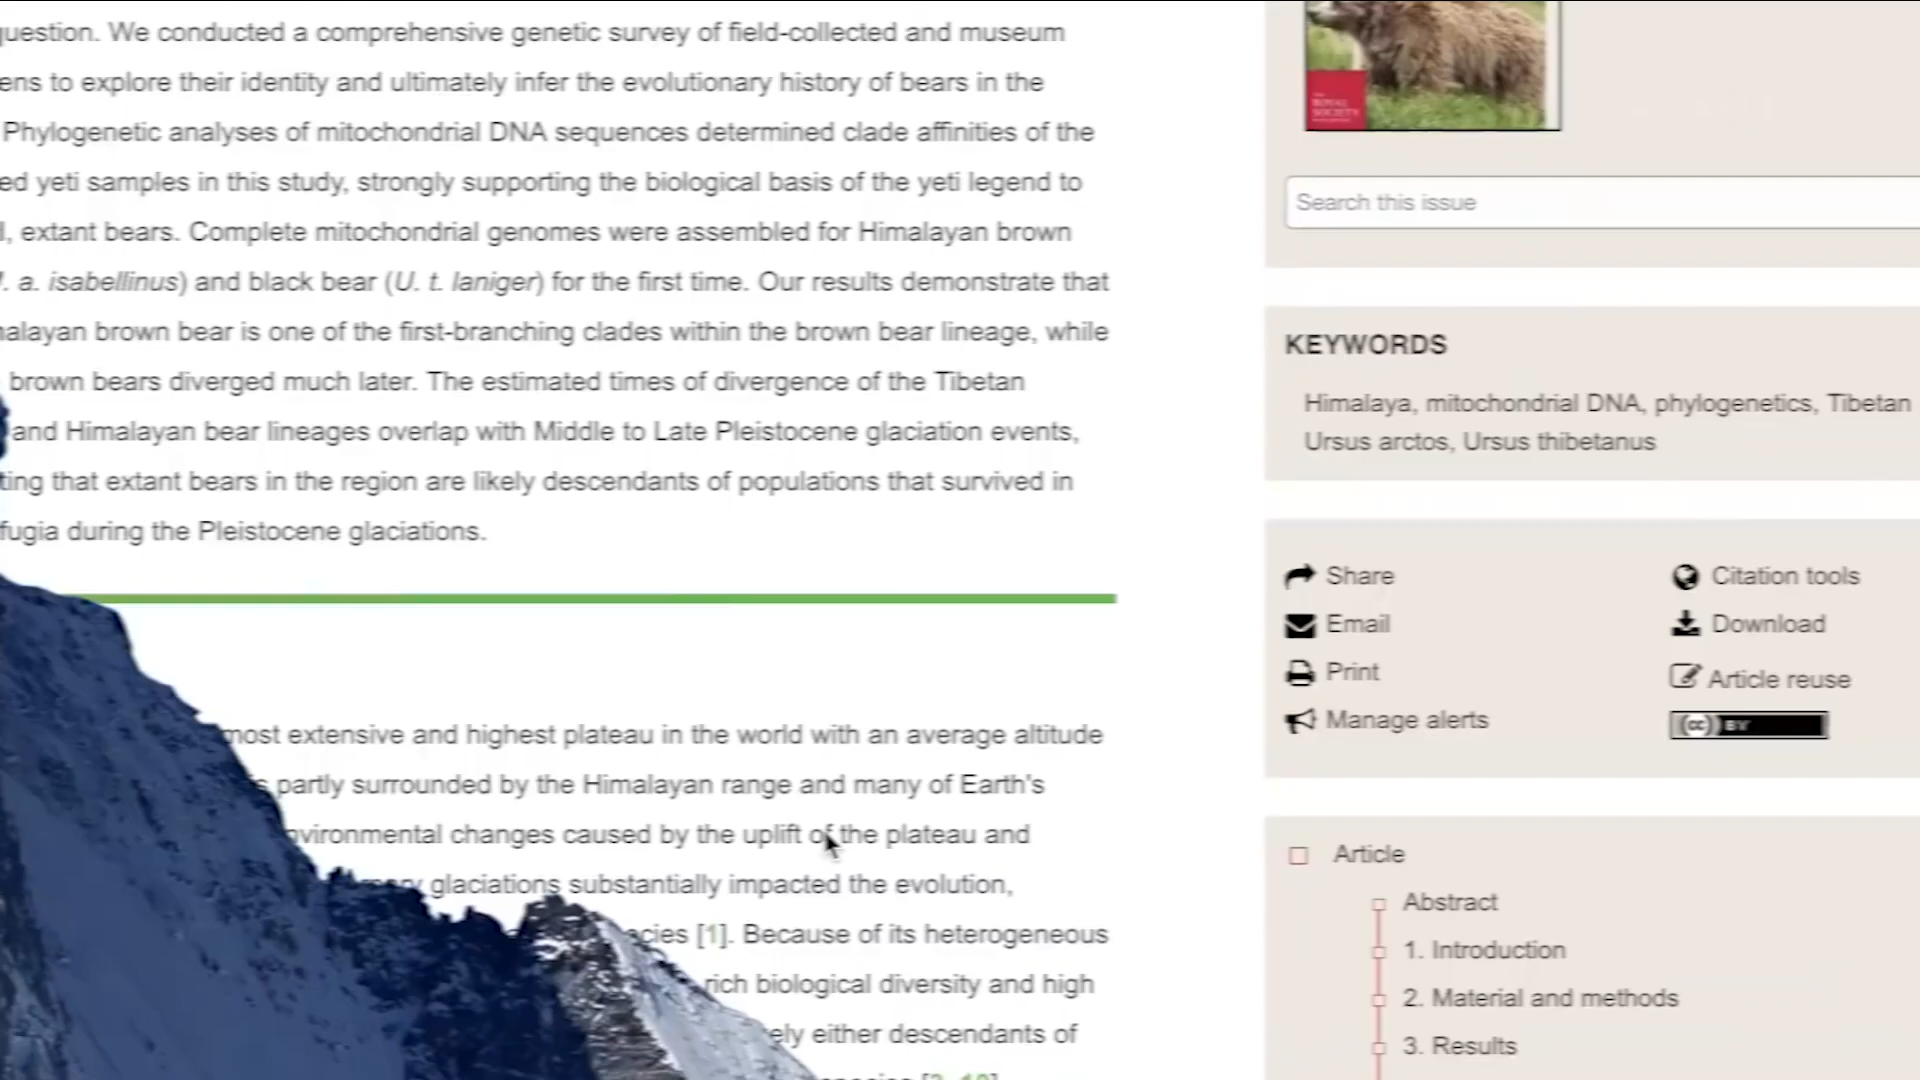 question. We conducted a comprehensive genetic survey of field-collected and museum
ens to explore their identity and ultimately infer the evolutionary history of bears in the
Phylogenetic analyses of mitochondrial DNA sequences determined clade affinities of the
ed yeti samples in this study, strongly supporting the biological basis of the yeti legend to
l, extant bears. Complete mitochondrial genomes were assembled for Himalayan brown
. a. isabellinus) and black bear (U. t. laniger) for the first time. Our results demonstrate that
alayan brown bear is one of the first-branching clades within the brown bear lineage, while
brown bears diverged much later. The estimated times of divergence of the Tibetan
and Himalayan bear lineages overlap with Middle to Late Pleistocene glaciation events,
ting that extant bears in the region are likely descendants of populations that survived in
fugia during the Pleistocene glaciations.
most extensive and highest plateau in the world with an average altitude
partly surrounded by the Himalayan range and many of Earth's
nvironmental changes caused by the uplift of the plateau and
glaciations substantially impacted the evolution,
cies [1]. Because of its heterogeneous
rich biological diversity and high
ely either descendants of
THE
ROYAL
SOCIETY
Search this issue
KEYWORDS
Himalaya, mitochondrial DNA, phylogenetics, Tibetan
Ursus arctos, Ursus thibetanus
Share
Email
Print
Manage alerts
Citation tools
Download
Article reuse
(cc) BY
Article
Abstract
1. Introduction
2. Material and methods
3. Results